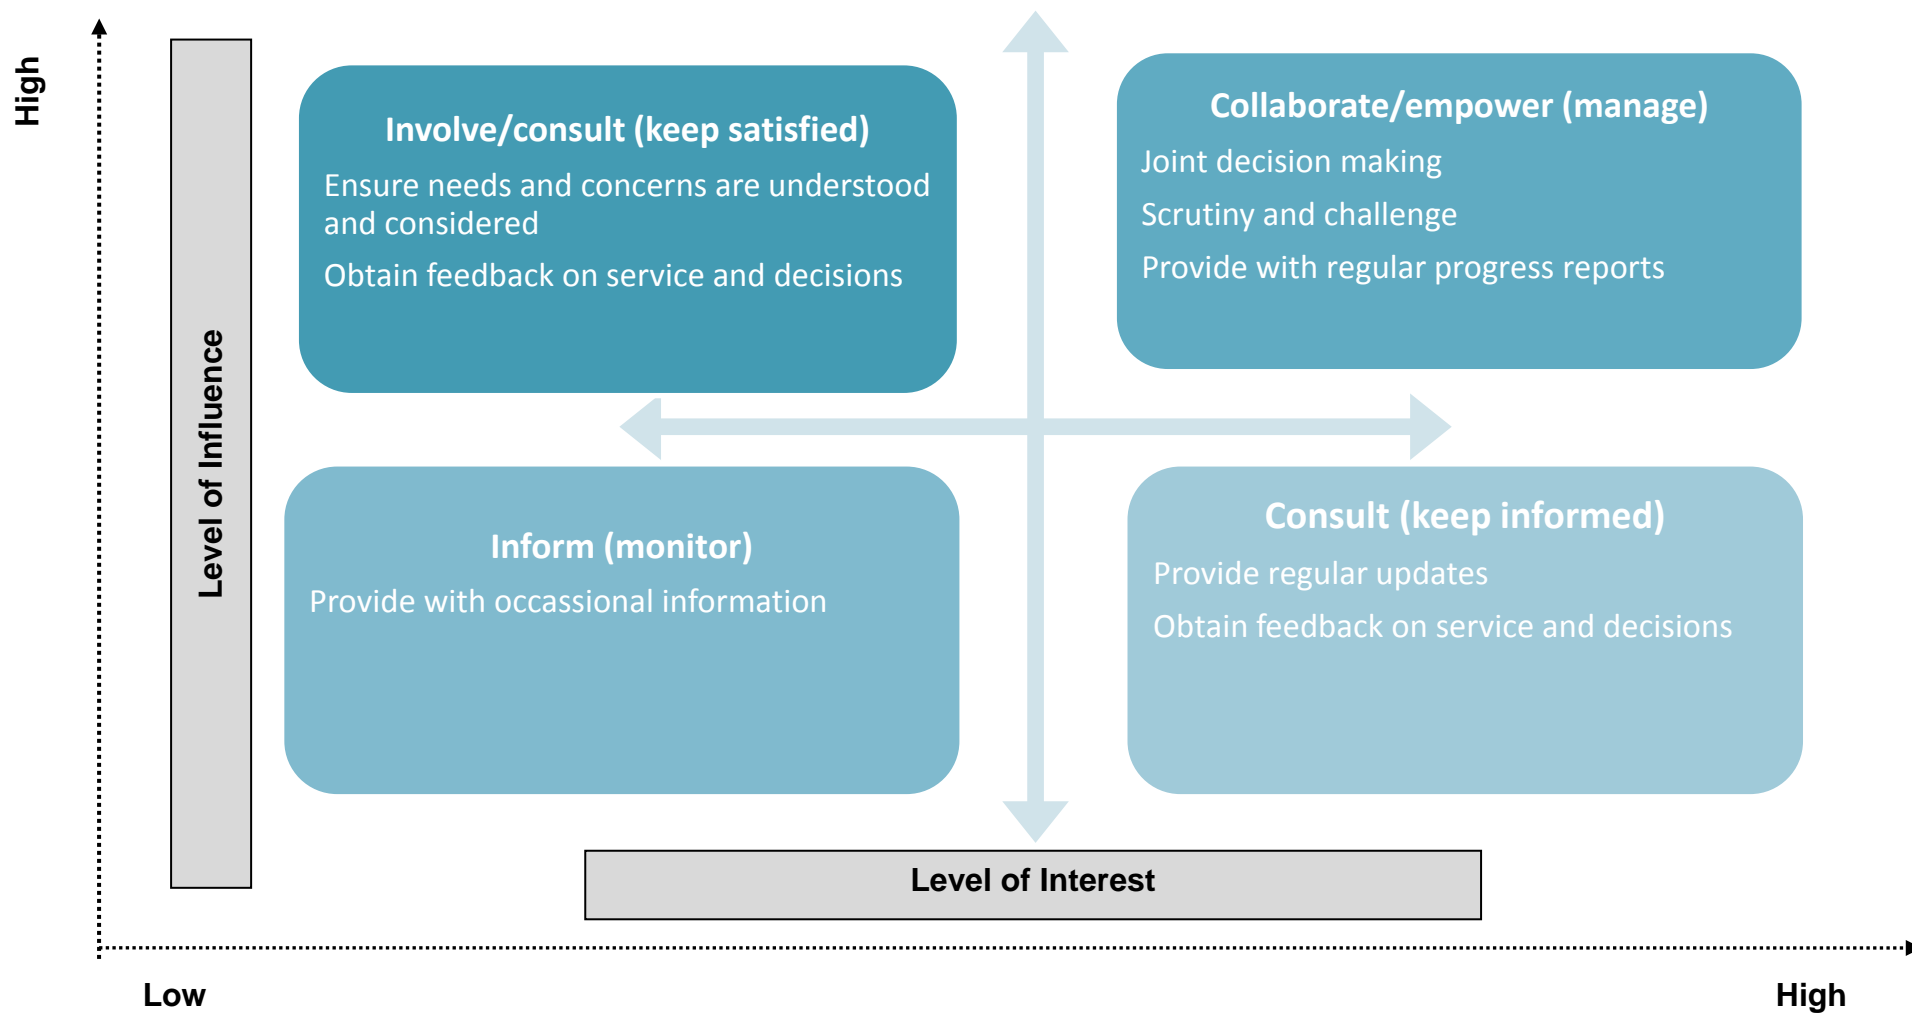 High
Level of Influence
Involve/consult (keep satisfied)
Ensure needs and concerns are understood
and considered
Obtain feedback on service and decisions
Collaborate/empower (manage)
Joint decision making
Scrutiny and challenge
Provide with regular progress reports
Inform (monitor)
Provide with occassional information
Consult (keep informed)
Provide regular updates
Obtain feedback on service and decisions
Level of Interest
Low
High